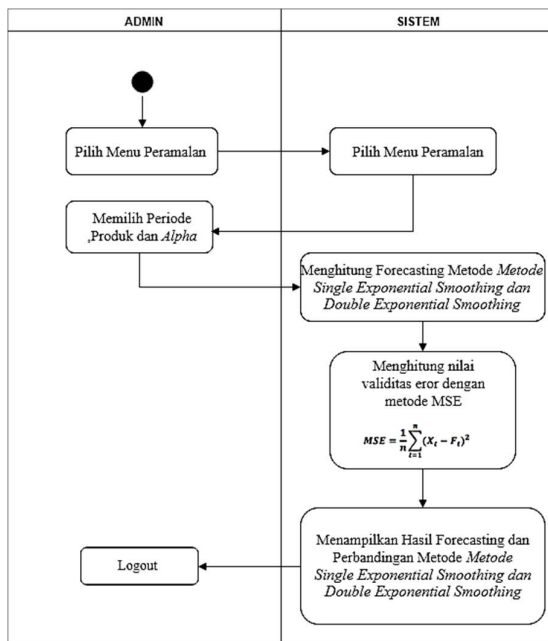 ADMIN
SISTEM
Pilih Menu Peramalan
Pilih Menu Peramalan
Memilih Periode
,Produk dan Alpha
Menghitung Forecasting Metode Metode
Single Exponential Smoothing dan
Double Exponential Smoothing
Menghitung nilai
validitas eror dengan
metode MSE
MSE = \frac{1}{n}\sum_{t=1}^{n}(X_t - F_t)^2
Menampilkan Hasil Forecasting dan
Perbandingan Metode Metode
Single Exponential Smoothing dan
Double Exponential Smoothing
Logout